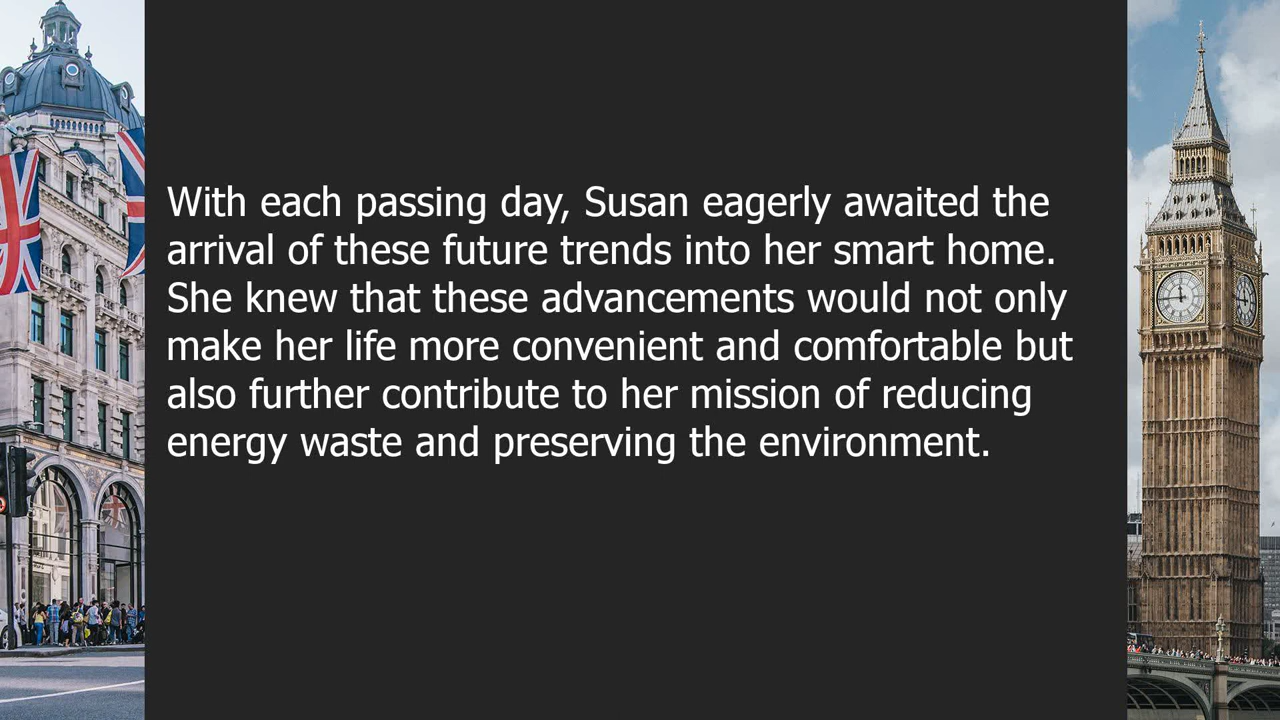 With each passing day, Susan eagerly awaited the
arrival of these future trends into her smart home.
She knew that these advancements would not only
make her life more convenient and comfortable but
also further contribute to her mission of reducing
energy waste and preserving the environment.